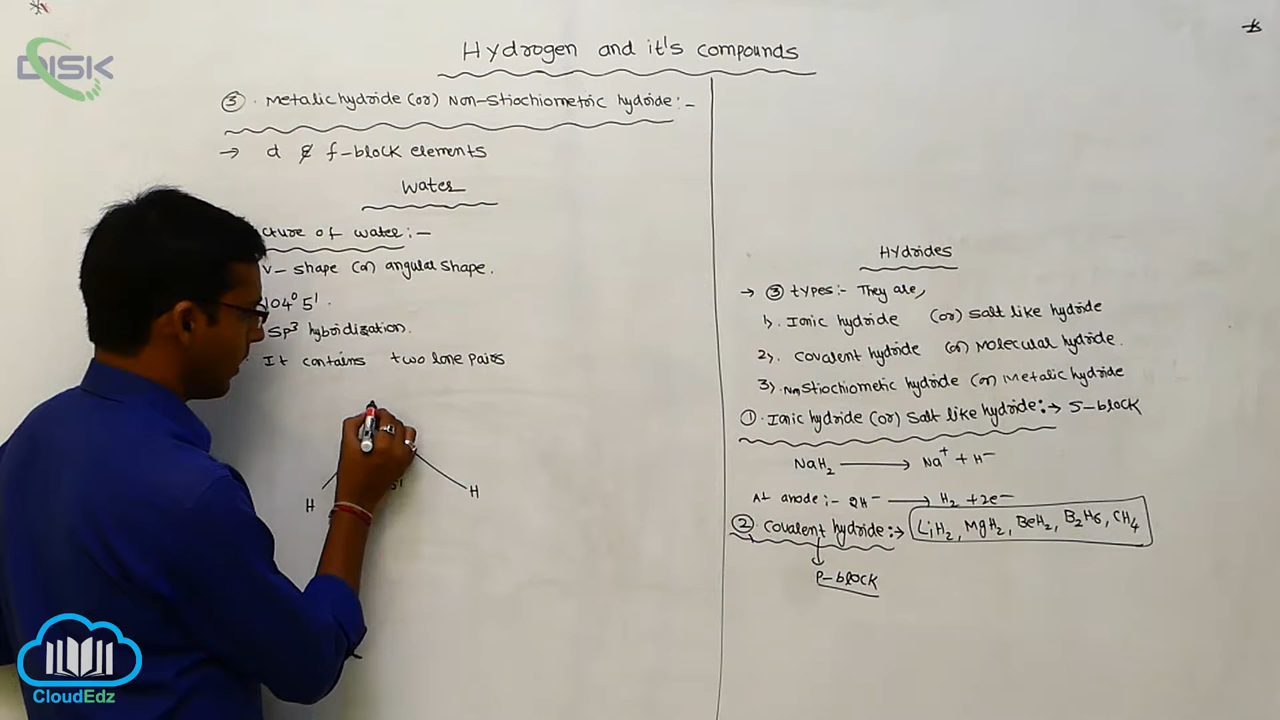 DISK
Hydrogen and it's compounds
③. Metalic hydride (or) Non-Stiochiometric hydride:-
→ d & f-block elements
Water
cture of water:-
V-shape (or) angular shape.
104° 5'.
SP³ hybridization.
It contains two lone pairs
H
H
Hydrides
→ ③ types:- They are,
1). Ionic hydride (or) salt like hydride
2). Covalent hydride (or) Molecular hydride.
3). Non Stiochiometic hydride (or) Metalic hydride
①. Ionic hydride (or) salt like hydride:→ S-block
NaH₂ ⟶ Na⁺ + H⁻
At anode:- 2H⁻ ⟶ H₂ + 2e⁻
②. Covalent hydride:→ LiH₂, MgH₂, BeH₂, B₂H₆, CH₄
P-block
CloudEdz